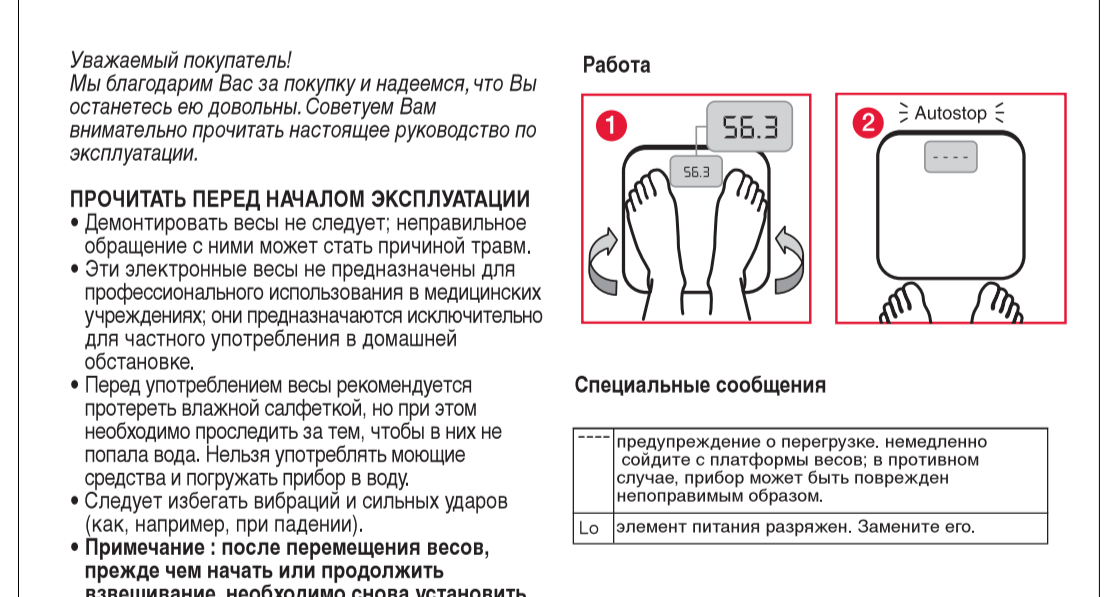 Уважаемый покупатель!
Мы благодарим Вас за покупку и надеемся, что Вы
останетесь ею довольны. Советуем Вам
внимательно прочитать настоящее руководство по
эксплуатации.
ПРОЧИТАТЬ ПЕРЕД НАЧАЛОМ ЭКСПЛУАТАЦИИ
• Демонтировать весы не следует; неправильное
обращение с ними может стать причиной травм.
• Эти электронные весы не предназначены для
профессионального использования в медицинских
учреждениях; они предназначаются исключительно
для частного употребления в домашней
обстановке.
• Перед употреблением весы рекомендуется
протереть влажной салфеткой, но при этом
необходимо проследить за тем, чтобы в них не
попала вода. Нельзя употреблять моющие
средства и погружать прибор в воду.
• Следует избегать вибраций и сильных ударов
(как, например, при падении).
• Примечание : после перемещения весов,
прежде чем начать или продолжить
взвешивание, необходимо снова установить
Работа
1
56.3
56.3
2
Autostop
----
Специальные сообщения
---- предупреждение о перегрузке. немедленно
сойдите с платформы весов; в противном
случае, прибор может быть поврежден
непоправимым образом.
Lo элемент питания разряжен. Замените его.